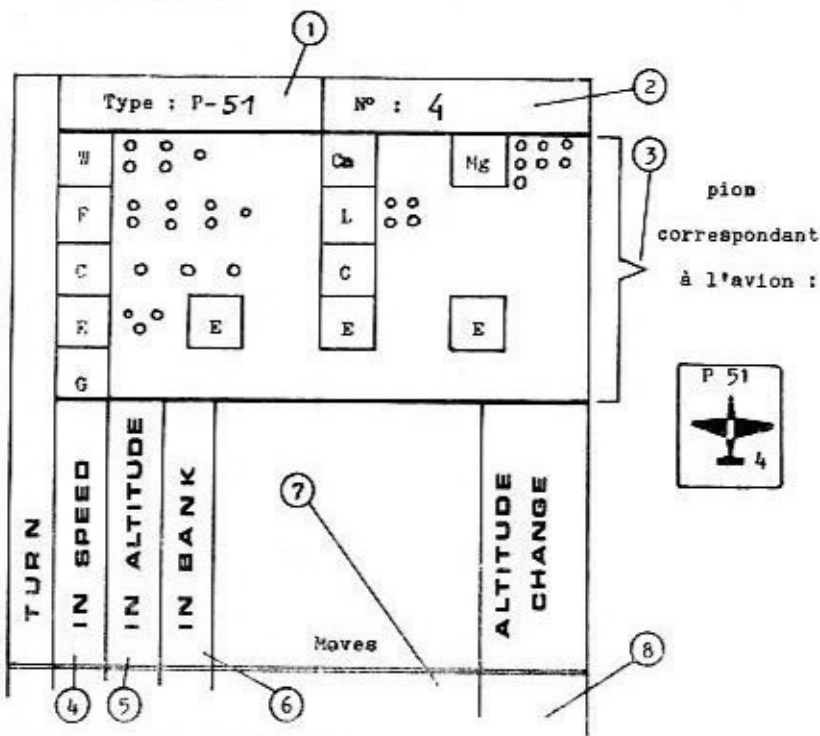 1
Type : P-51
N° : 4
2
W
Ca
Mg
3
pion
F
L
correspondant
C
C
à l'avion :
E
E
E
E
G
P 51
4
TURN
IN SPEED
IN ALTITUDE
IN BANK
7
ALTITUDE
CHANGE
Moves
8
4
5
6